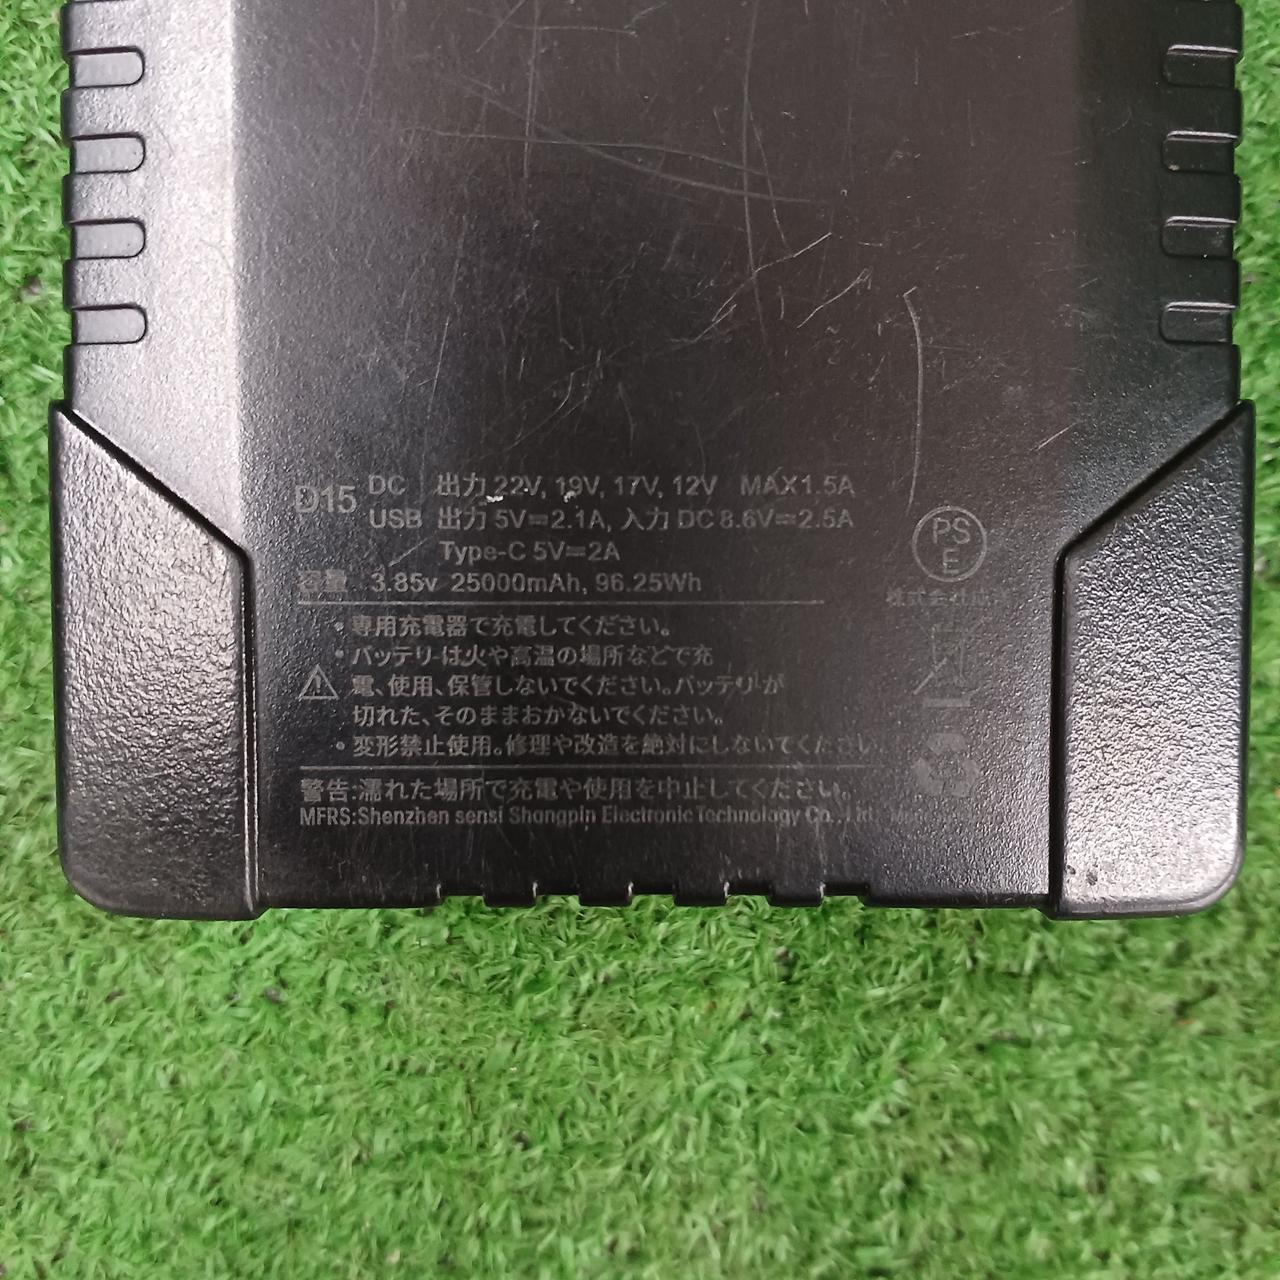 D15 DC 出力 22V, 19V, 17V, 12V MAX1.5A
USB 出力 5V⎓2.1A, 入力 DC 8.6V⎓2.5A
Type-C 5V⎓2A
容量 3.85v 25000mAh, 96.25Wh
PS
E
株式会社
・専用充電器で充電してください。
・バッテリーは火や高温の場所などで充
電、使用、保管しないでください。バッテリーが
切れた、そのままおかないでください。
・変形禁止使用。修理や改造を絶対にしないてください。
警告:濡れた場所で充電や使用を中止してください。
MFRS:Shenzhen sensi Shangpin Electronic Technology Co., Ltd